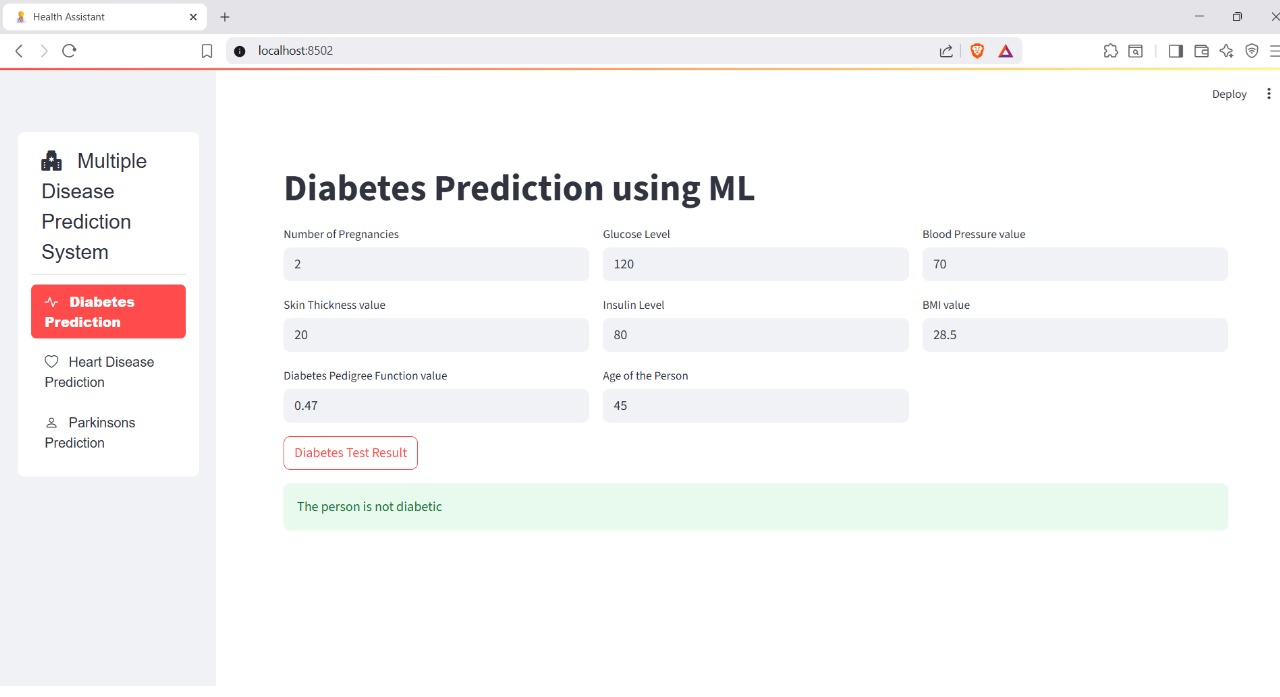 Health Assistant
localhost:8502
Deploy
Multiple
Disease
Prediction
System
Diabetes
Prediction
Heart Disease
Prediction
Parkinsons
Prediction
Diabetes Prediction using ML
Number of Pregnancies
Glucose Level
Blood Pressure value
2
120
70
Skin Thickness value
Insulin Level
BMI value
20
80
28.5
Diabetes Pedigree Function value
Age of the Person
0.47
45
Diabetes Test Result
The person is not diabetic